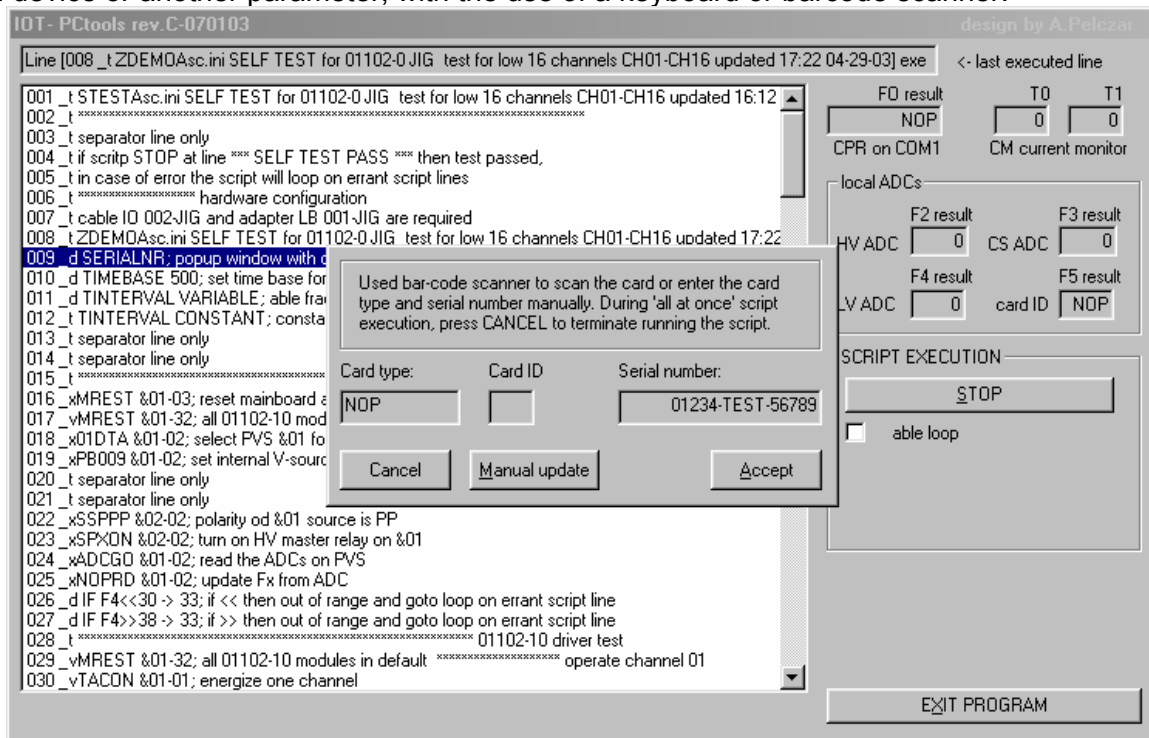 device or another parameter, with the use of a keyboard or barcode scanner.
IOT- PCtools rev.C-070103
design by A.Pelczar
Line [008 _t ZDEMOAsc.ini SELF TEST for 01102-0 JIG test for low 16 channels CH01-CH16 updated 17:22 04-29-03] exe
<- last executed line
001 _t STESTAsc.ini SELF TEST for 01102-0 JIG test for low 16 channels CH01-CH16 updated 16:12
002 _t
003 _t separator line only
004 _t if scritp STOP at line *** SELF TEST PASS *** then test passed,
005 _t in case of error the script will loop on errant script lines
006 _t ******************** hardware configuration
007 _t cable IO 002-JIG and adapter LB 001-JIG are required
008 _t ZDEMOAsc.ini SELF TEST for 01102-0 JIG test for low 16 channels CH01-CH16 updated 17:22
009 _d SERIALNR; popup window with
010 _d TIMEBASE 500; set time base for
011 _d TINTERVAL VARIABLE; able
012 _t TINTERVAL CONSTANT;
013 _t separator line only
014 _t separator line only
015 _t
016 _xMREST &01-03; reset mainboard
017 _vMREST &01-32; all 01102-10
018 _x01DTA &01-02; select PVS &01
019 _xPB009 &01-02; set internal
020 _t separator line only
021 _t separator line only
022 _xSSPPP &02-02; polarity od &01 source is PP
023 _xSPXON &02-02; turn on HV master relay on &01
024 _xADCGO &01-02; read the ADCs on PVS
025 _xNOPRD &01-02; update Fx from ADC
026 _d IF F4<<30 -> 33; if << then out of range and goto loop on errant script line
027 _d IF F4>>38 -> 33; if >> then out of range and goto loop on errant script line
028 _t 01102-10 driver test
029 _vMREST &01-32; all 01102-10 modules in default ********************* operate channel 01
030 _vTACON &01-01; energize one channel
Used bar-code scanner to scan the card or enter the card
type and serial number manually. During 'all at once' script
execution, press CANCEL to terminate running the script.
Card type:
Card ID
Serial number:
NOP
01234-TEST-56789
Cancel
Manual update
Accept
F0 result
T0
T1
NOP
0
0
CPR on COM1
CM current monitor
local ADCs
F2 result
F3 result
HV ADC
0
CS ADC
0
F4 result
F5 result
LV ADC
0
card ID
NOP
SCRIPT EXECUTION
STOP
able loop
EXIT PROGRAM